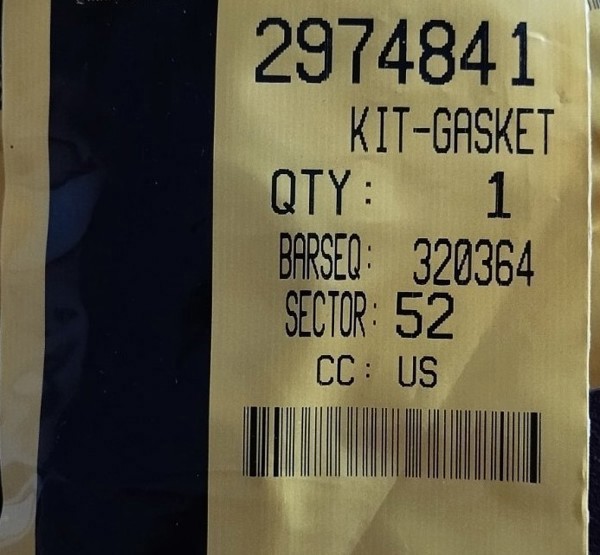 2974841
KIT-GASKET
QTY: 1
BARSEQ: 320364
SECTOR: 52
CC: US